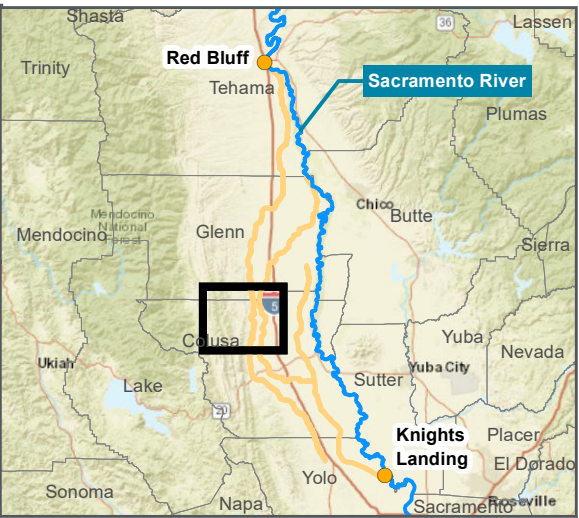 Shasta
Lassen
36
Red Bluff
Trinity
Tehama
Sacramento River
Plumas
Chico
Butte
Mendocino
National
Forest
Mendocino
Glenn
Sierra
5
Colusa
Yuba
Nevada
Ukiah
Yuba City
Lake
Sutter
20
Knights
Landing
Placer
El Dorado
Yolo
Sonoma
Napa
Sacramento
Roseville